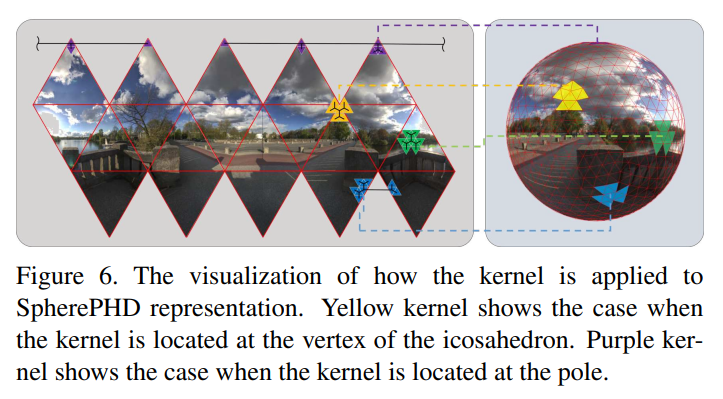 Figure 6. The visualization of how the kernel is applied to
SpherePHD representation. Yellow kernel shows the case when
the kernel is located at the vertex of the icosahedron. Purple ker-
nel shows the case when the kernel is located at the pole.